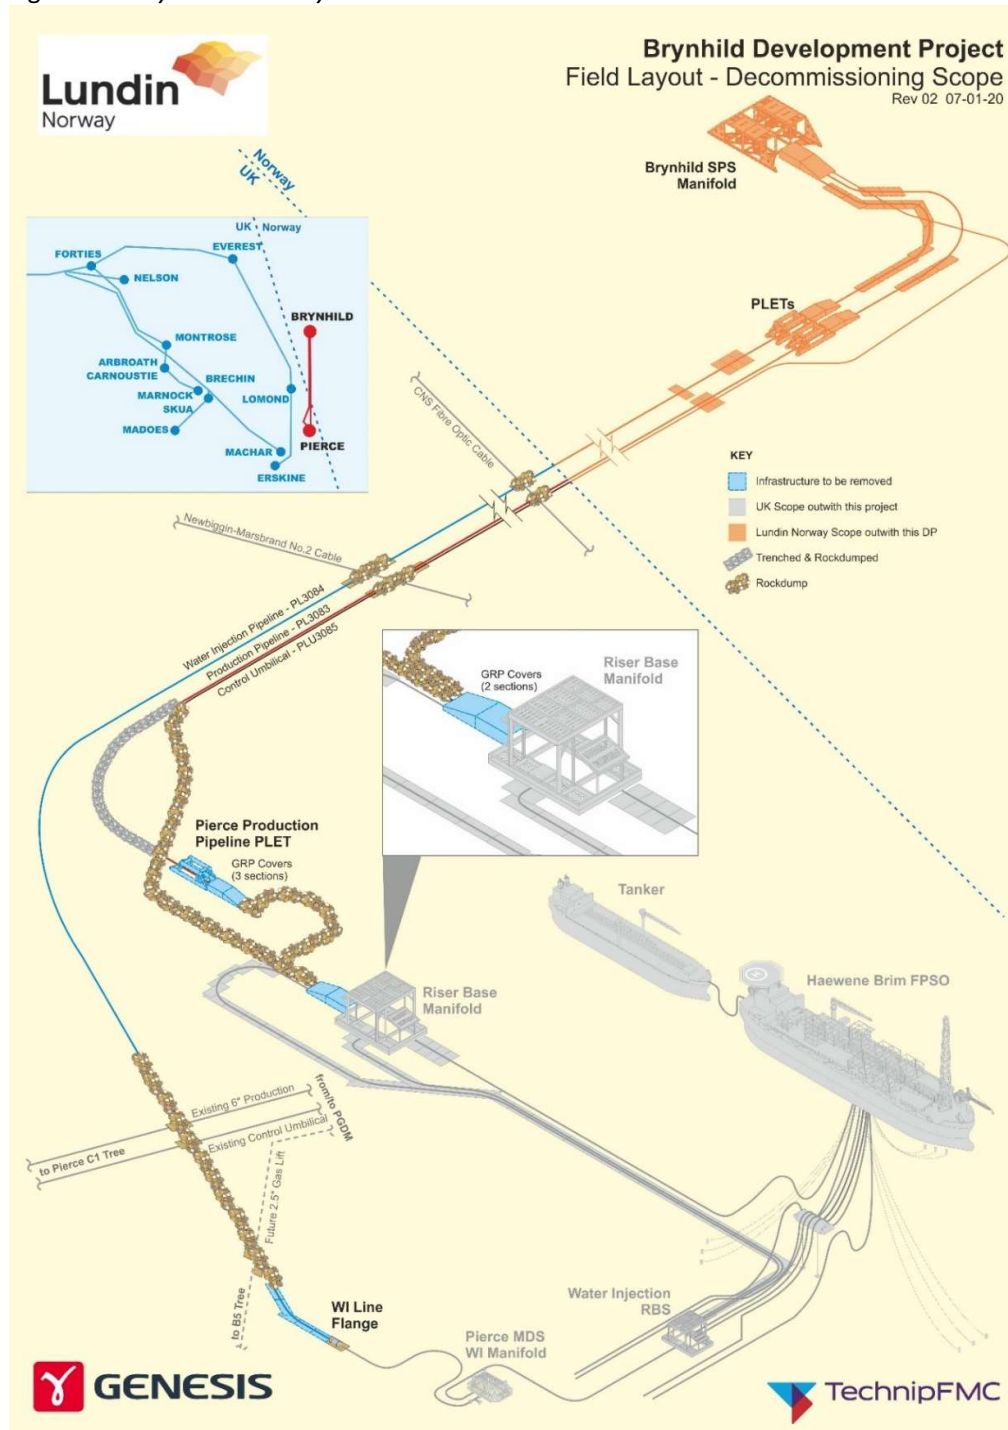 Lundin
Norway
Brynhild Development Project
Field Layout - Decommissioning Scope
Rev 02 07-01-20
Norway
UK
Brynhild SPS
Manifold
UK
Norway
FORTIES
EVEREST
NELSON
BRYNHILD
MONTROSE
ARBROATH
CARNOUSTIE
BRECHIN
MARNOCK
SKUA
LOMOND
MADOES
MACHAR
PIERCE
ERSKINE
PLETs
CNS Fibre Optic Cable
KEY
Infrastructure to be removed
UK Scope outwith this project
Lundin Norway Scope outwith this DP
Trenched & Rockdumped
Rockdump
Newbiggin-Marsbrand No.2 Cable
Water Injection Pipeline - PL3084
Production Pipeline - PL3083
Control Umbilical - PLU3085
GRP Covers
(2 sections)
Riser Base
Manifold
Pierce Production
Pipeline PLET
GRP Covers
(3 sections)
Tanker
Haewene Brim FPSO
Riser Base
Manifold
Existing 6" Production
from/to PGDM
Existing Control Umbilical
to Pierce C1 Tree
Future 2.5" Gas Lift
to B5 Tree
WI Line
Flange
Water Injection
RBS
Pierce MDS
WI Manifold
GENESIS
TechnipFMC